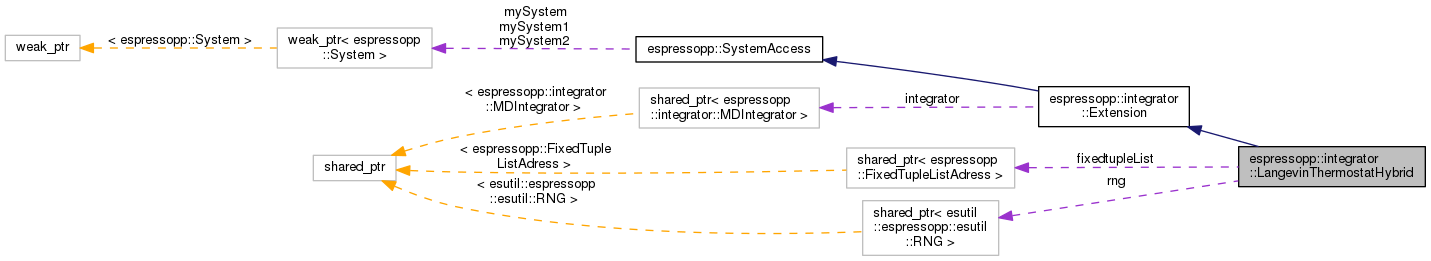 mySystem
mySystem1
mySystem2
weak_ptr
< espressopp::System >
weak_ptr< espressopp
::System >
espressopp::SystemAccess
< espressopp::integrator
::MDIntegrator >
shared_ptr< espressopp
::integrator::MDIntegrator >
integrator
espressopp::integrator
::Extension
shared_ptr
< espressopp::FixedTuple
ListAdress >
shared_ptr< espressopp
::FixedTupleListAdress >
fixedtupleList
espressopp::integrator
::LangevinThermostatHybrid
< esutil::espressopp
::esutil::RNG >
shared_ptr< esutil
::espressopp::esutil
::RNG >
rng